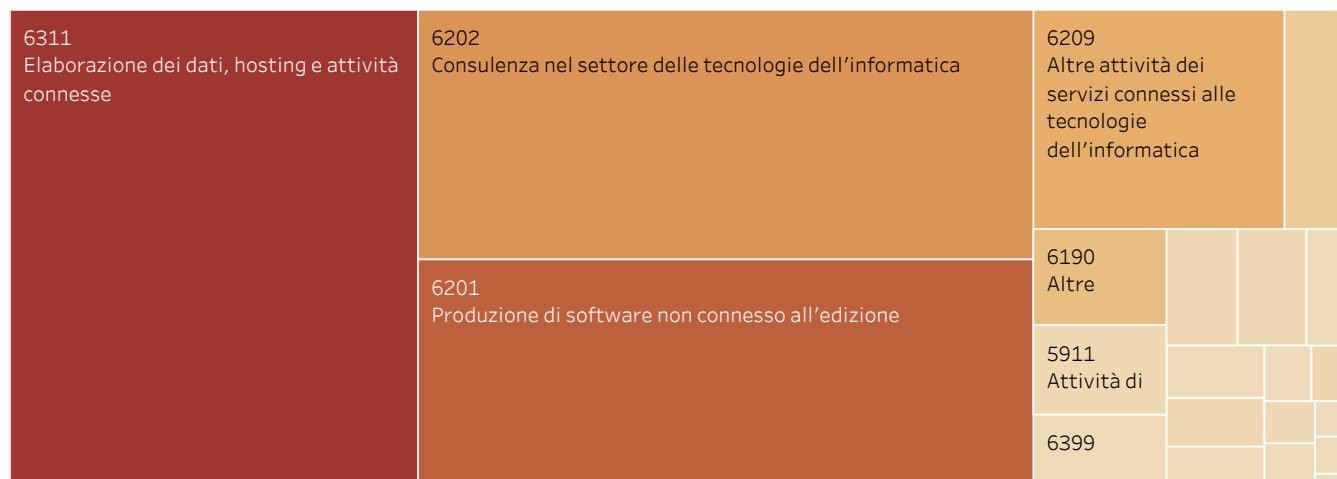 6311
Elaborazione dei dati, hosting e attività
connesse
6202
Consulenza nel settore delle tecnologie dell'informatica
6201
Produzione di software non connesso all'edizione
6209
Altre attività dei
servizi connessi alle
tecnologie
dell'informatica
6190
Altre
5911
Attività di
6399